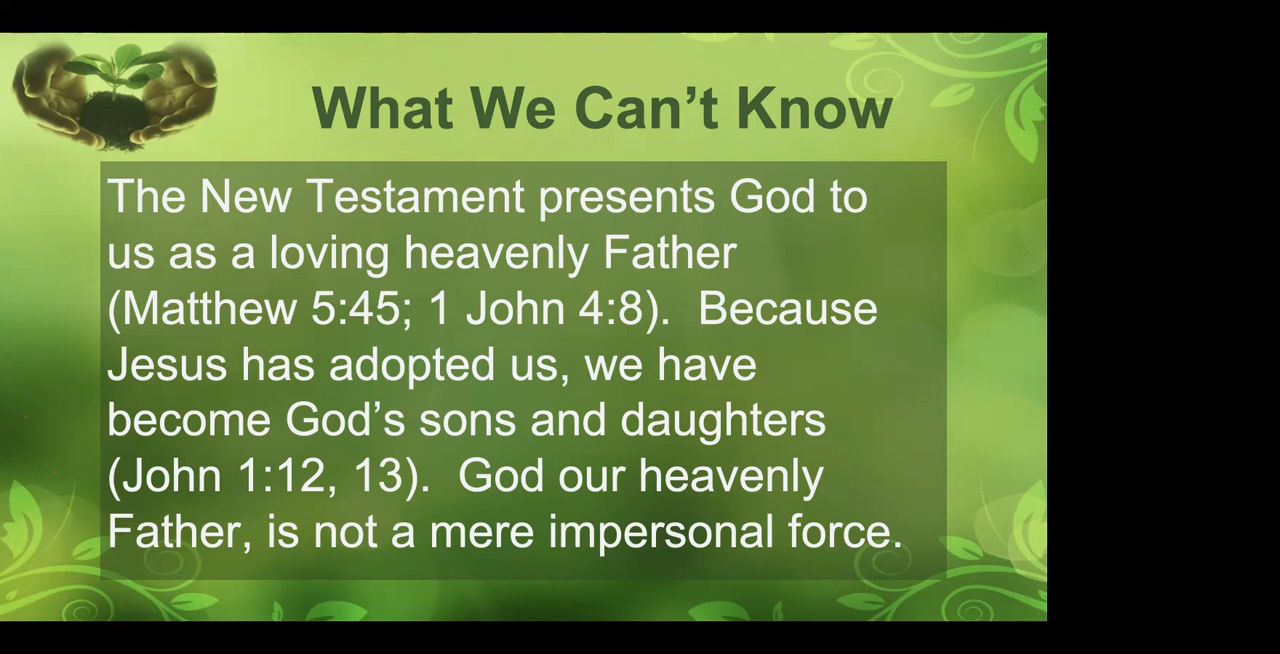 What We Can’t Know
The New Testament presents God to
us as a loving heavenly Father
(Matthew 5:45; 1 John 4:8).  Because
Jesus has adopted us, we have
become God’s sons and daughters
(John 1:12, 13).  God our heavenly
Father, is not a mere impersonal force.